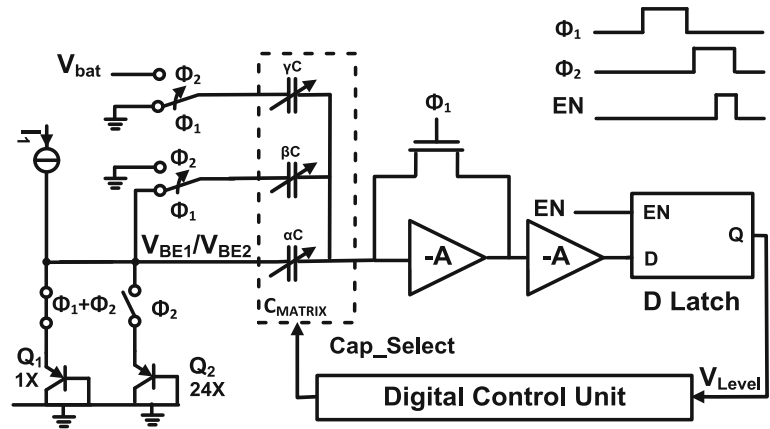 Φ1
Φ2
EN
Vbat
Φ2
Φ1
γC
I1
Φ2
Φ1
βC
Φ1
VBE1/VBE2
αC
-A
-A
EN
EN
D
Q
D Latch
Φ1+Φ2
Φ2
CMATRIX
Cap_Select
Q1
1X
Q2
24X
Digital Control Unit
VLevel